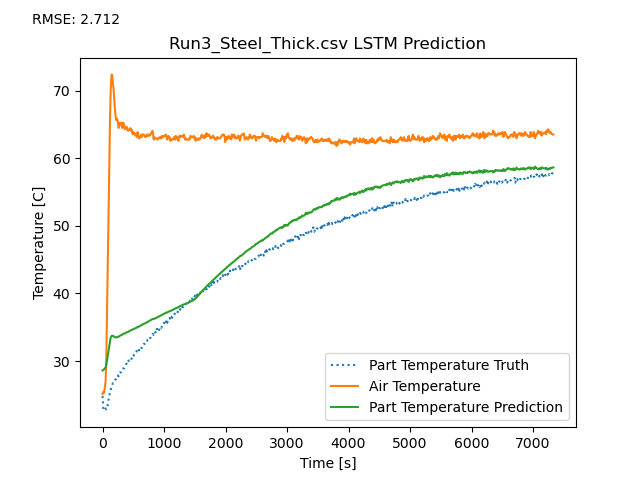 RMSE: 2.712
Run3_Steel_Thick.csv LSTM Prediction
Temperature [C]
70
60
50
40
30
Part Temperature Truth
Air Temperature
Part Temperature Prediction
0 1000 2000 3000 4000 5000 6000 7000
Time [s]